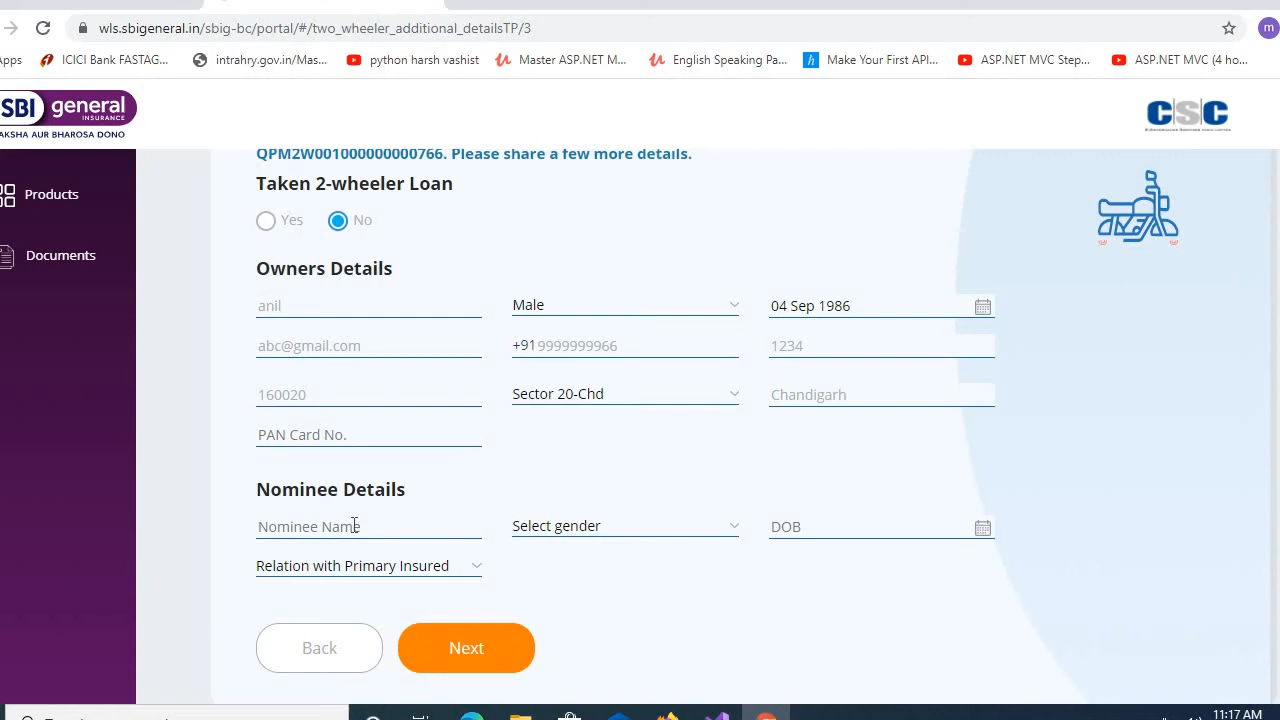 wls.sbigeneral.in/sbig-bc/portal/#/two_wheeler_additional_detailsTP/3
m
Apps ICICI Bank FASTAG... intrahry.gov.in/Mas... python harsh vashist Master ASP.NET M... English Speaking Pa... Make Your First API... ASP.NET MVC Step... ASP.NET MVC (4 ho...
SBI general
INSURANCE
CSC
AKSHA AUR BHAROSA DONO
QPM2W001000000000766. Please share a few more details.
Taken 2-wheeler Loan
Products
Yes No
Documents
Owners Details
anil Male 04 Sep 1986
abc@gmail.com +91 9999999966 1234
160020 Sector 20-Chd Chandigarh
PAN Card No.
Nominee Details
Nominee Name Select gender DOB
Relation with Primary Insured
Back Next
11:17 AM